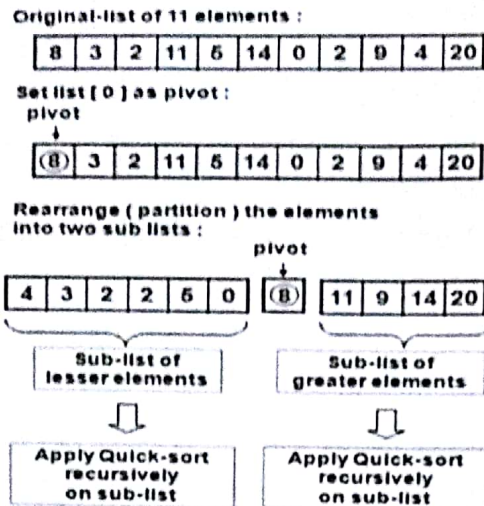 Original-list of 11 elements :
8 3 2 11 5 14 0 2 9 4 20
Set list [ 0 ] as pivot :
pivot
(8) 3 2 11 5 14 0 2 9 4 20
Rearrange ( partition ) the elements
into two sub lists :
pivot
4 3 2 2 5 0 (8) 11 9 14 20
Sub-list of
lesser elements
Sub-list of
greater elements
Apply Quick-sort
recursively
on sub-list
Apply Quick-sort
recursively
on sub-list